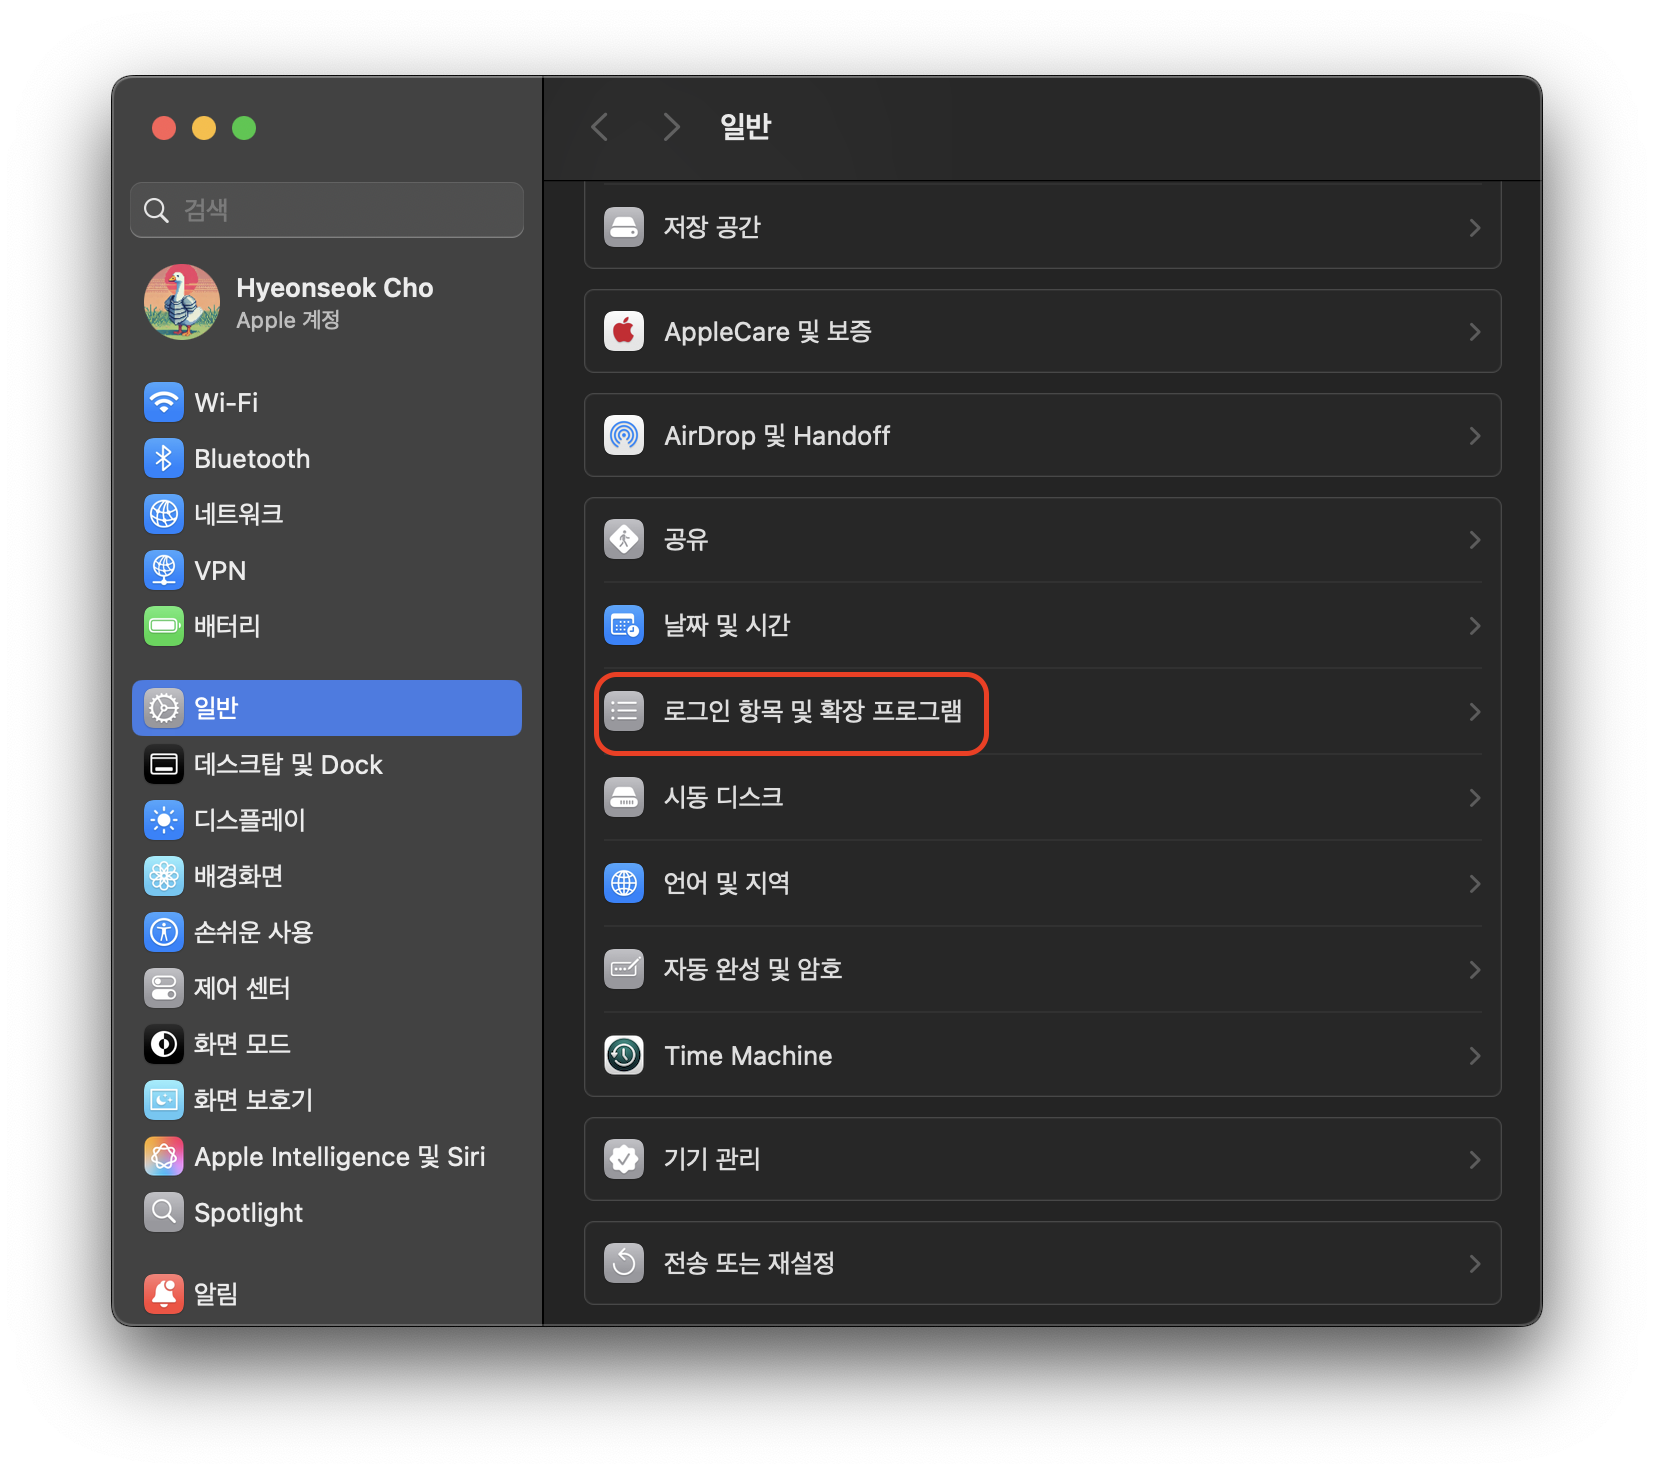 일반
검색
Hyeonseok Cho
Apple 계정
Wi-Fi
Bluetooth
네트워크
VPN
배터리
일반
데스크탑 및 Dock
디스플레이
배경화면
손쉬운 사용
제어 센터
화면 모드
화면 보호기
Apple Intelligence 및 Siri
Spotlight
알림
저장 공간
AppleCare 및 보증
AirDrop 및 Handoff
공유
날짜 및 시간
로그인 항목 및 확장 프로그램
시동 디스크
언어 및 지역
자동 완성 및 암호
Time Machine
기기 관리
전송 또는 재설정